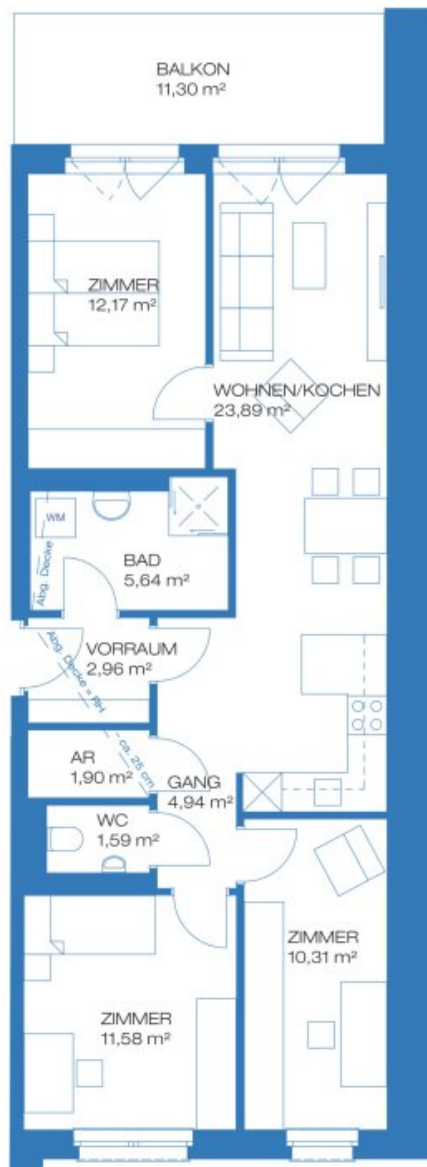 BALKON
11,30 m²
ZIMMER
12,17 m²
WOHNEN/KOCHEN
23,89 m²
WM
Abg. Decke
BAD
5,64 m²
VORRAUM
2,96 m²
Abg. Decke = RH
ca. 25 cm
AR
1,90 m²
GANG
4,94 m²
WC
1,59 m²
ZIMMER
10,31 m²
ZIMMER
11,58 m²